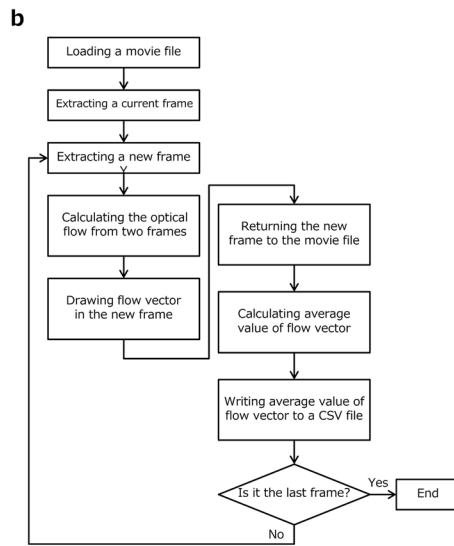 b
Loading a movie file
Extracting a current frame
Extracting a new frame
Calculating the optical
flow from two frames
Drawing flow vector
in the new frame
Returning the new
frame to the movie file
Calculating average
value of flow vector
Writing average value of
flow vector to a CSV file
Is it the last frame?
Yes
End
No